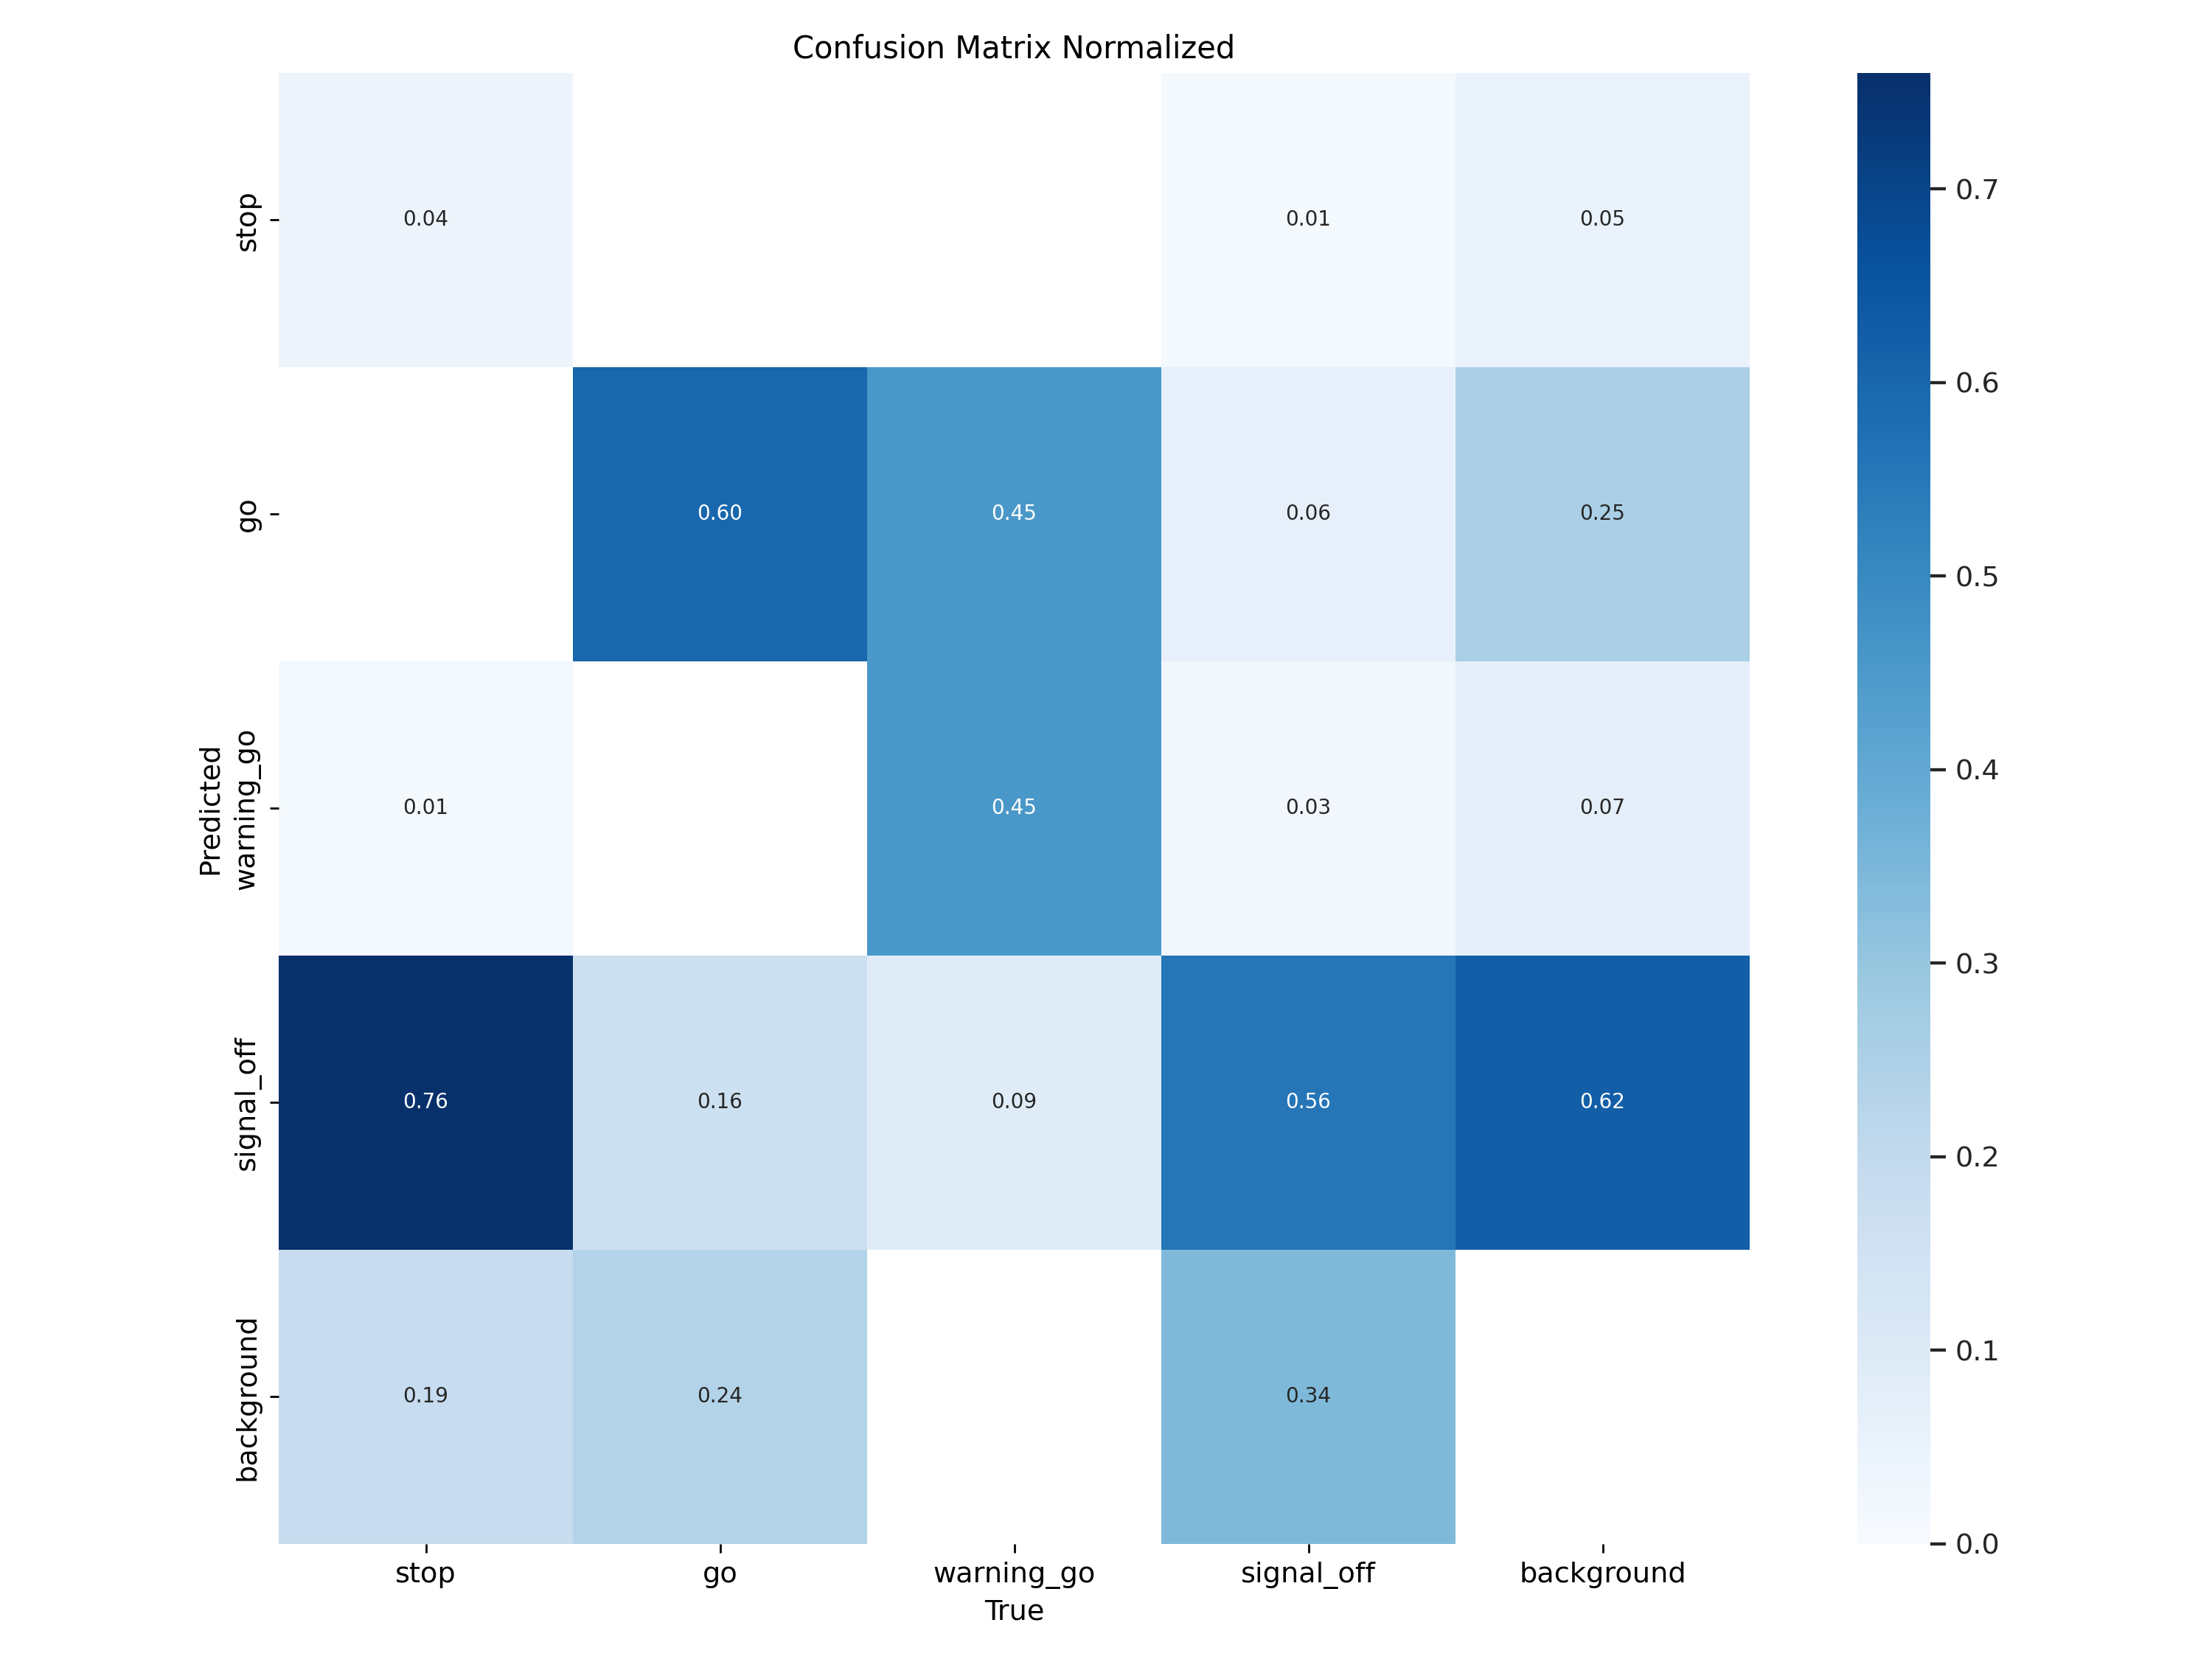 Confusion Matrix Normalized
stop
0.04
0.01
0.05
go
0.60
0.45
0.06
0.25
Predicted
warning_go
0.01
0.45
0.03
0.07
signal_off
0.76
0.16
0.09
0.56
0.62
background
0.19
0.24
0.34
stop
go
warning_go
signal_off
background
True
0.7
0.6
0.5
0.4
0.3
0.2
0.1
0.0